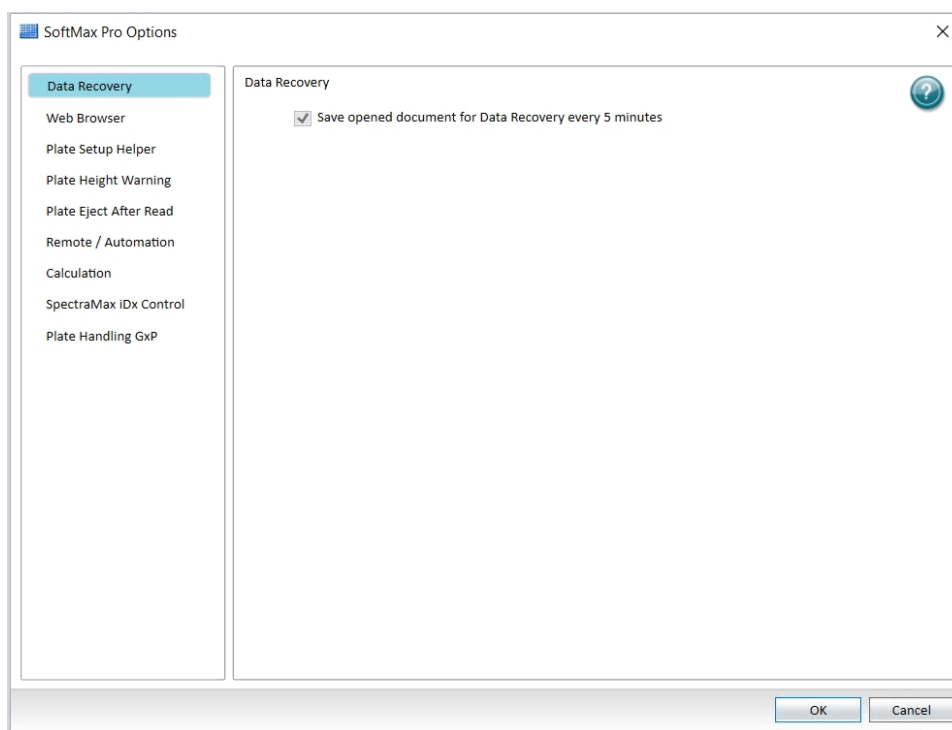 SoftMax Pro Options
Data Recovery
Web Browser
Plate Setup Helper
Plate Height Warning
Plate Eject After Read
Remote / Automation
Calculation
SpectraMax iDx Control
Plate Handling GxP
Data Recovery
?
Save opened document for Data Recovery every 5 minutes
OK
Cancel